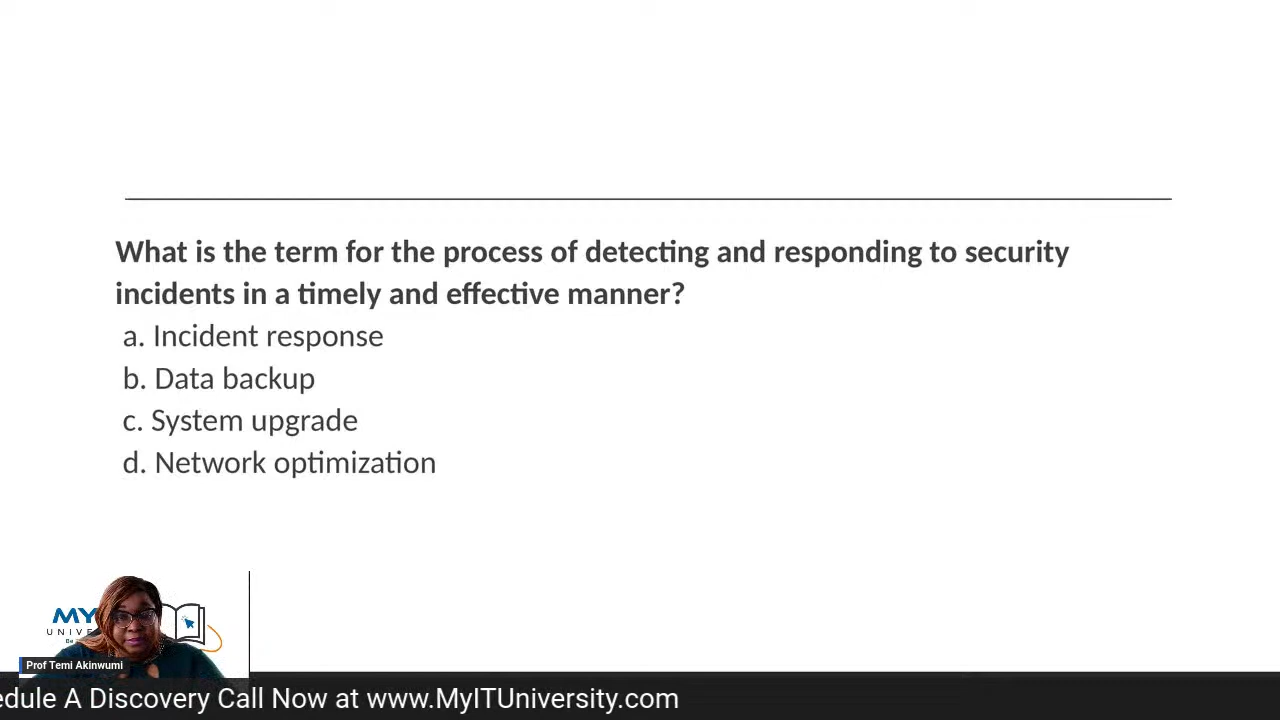 What is the term for the process of detecting and responding to security
incidents in a timely and effective manner?
a. Incident response
b. Data backup
c. System upgrade
d. Network optimization
MY
UNIVE
Prof Temi Akinwumi
edule A Discovery Call Now at www.MyITUniversity.com